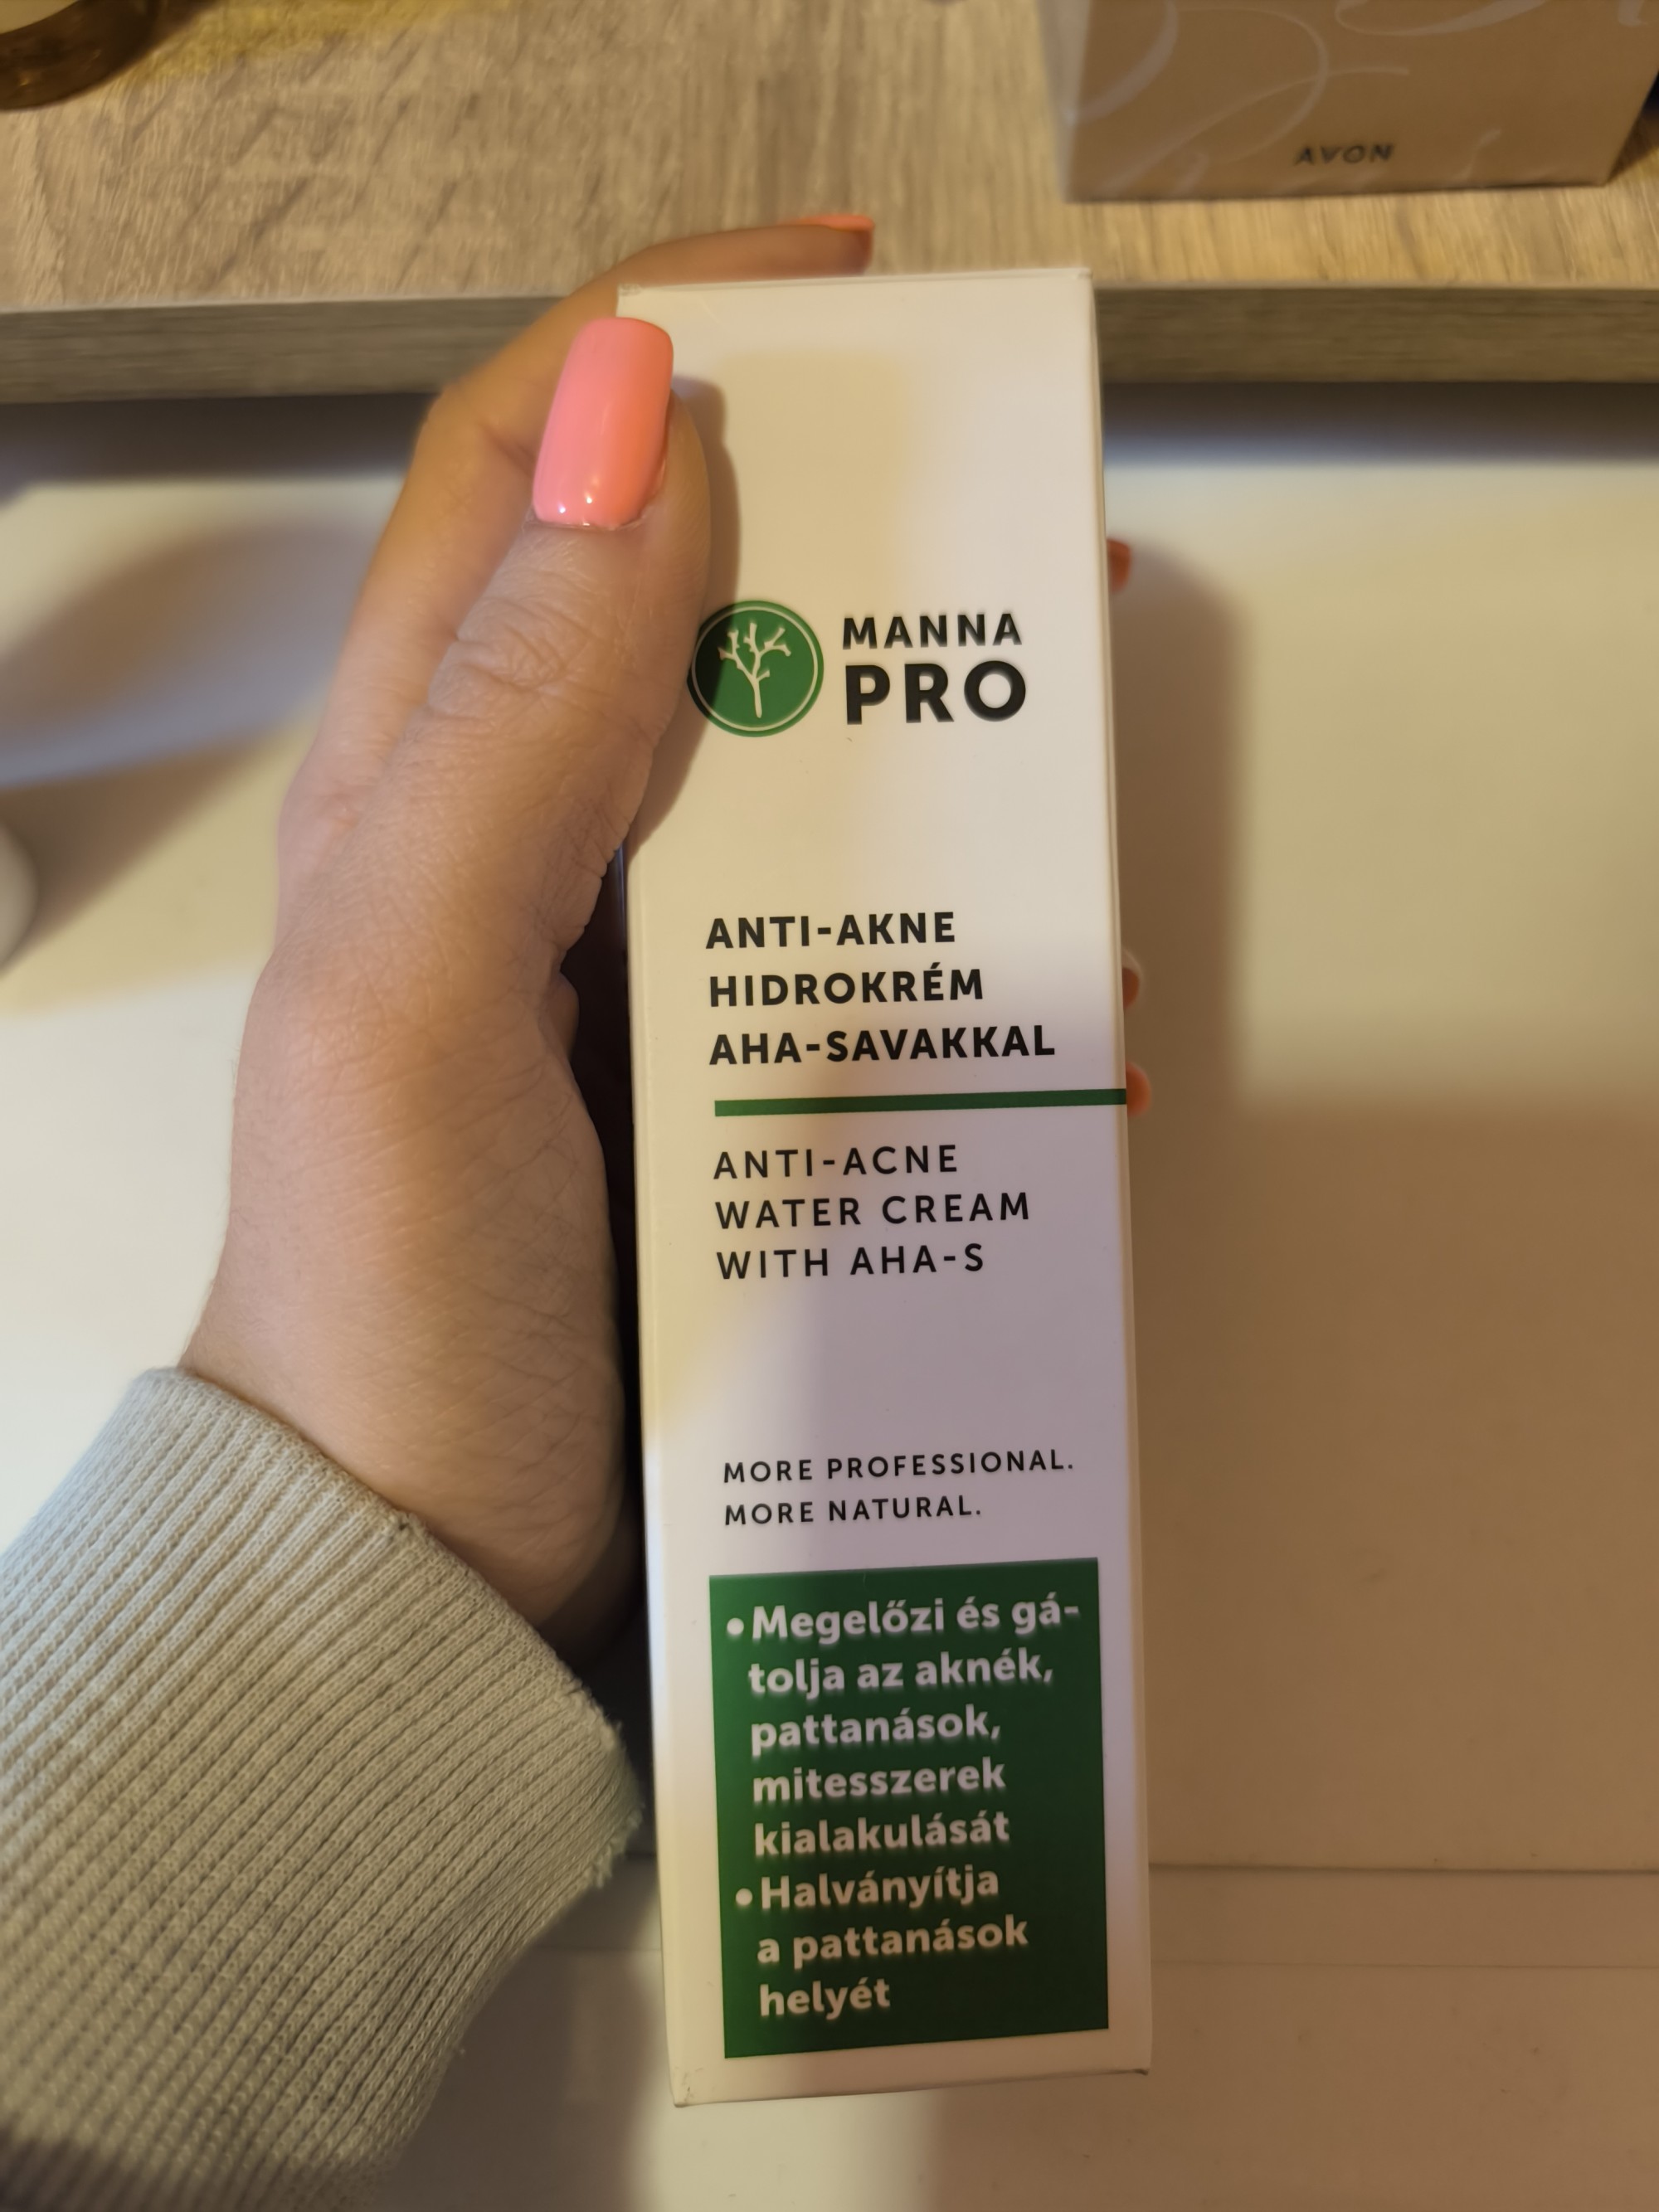 AVON
MANNA
PRO
ANTI-AKNE
HIDROKRÉM
AHA-SAVAKKAL
ANTI-ACNE
WATER CREAM
WITH AHA-S
MORE PROFESSIONAL.
MORE NATURAL.
•Megelőzi és gá-
tolja az aknék,
pattanások,
mitesszerek
kialakulását
•Halványítja
a pattanások
helyét